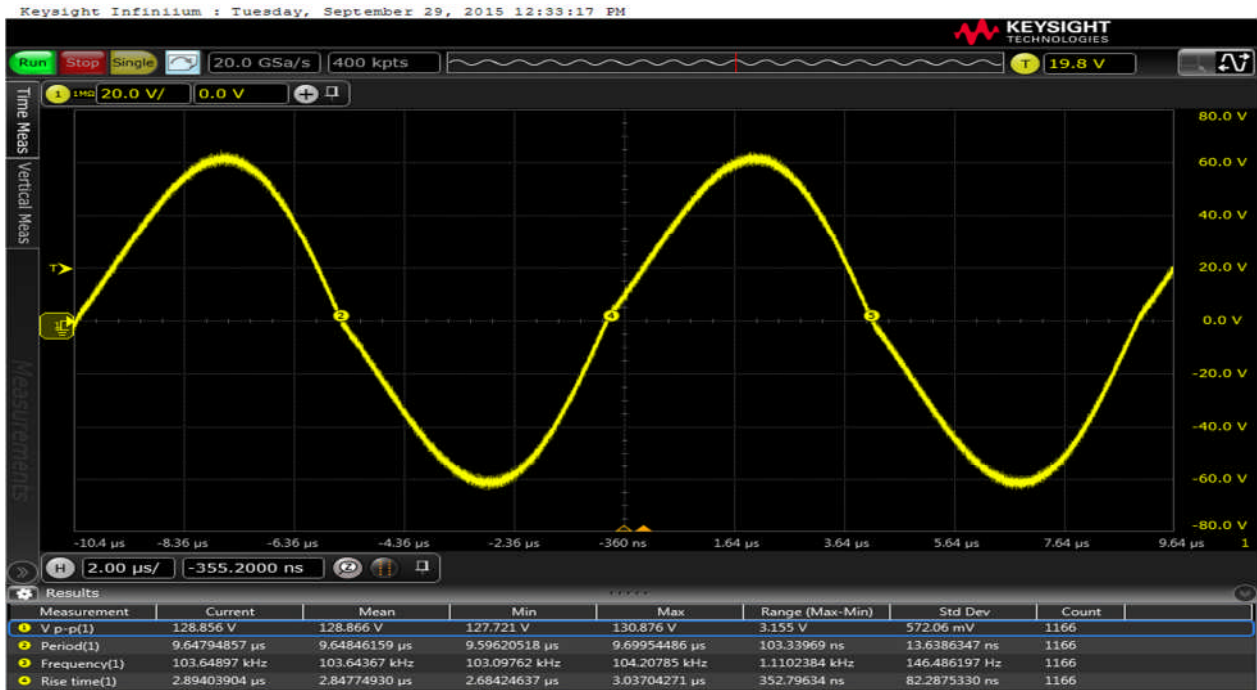 Keysight Infiniium : Tuesday, September 29, 2015 12:33:17 PM
KEYSIGHT
TECHNOLOGIES
Run Stop Single 20.0 GSa/s 400 kpts T 19.8 V
1 1MΩ 20.0 V/ 0.0 V
Time Meas
Vertical Meas
Measurements
80.0 V
60.0 V
40.0 V
T 20.0 V
2 4 5 0.0 V
-20.0 V
-40.0 V
-60.0 V
-80.0 V
-10.4 µs -8.36 µs -6.36 µs -4.36 µs -2.36 µs -360 ns 1.64 µs 3.64 µs 5.64 µs 7.64 µs 9.64 µs 1
H 2.00 µs/ -355.2000 ns
Results
Measurement Current Mean Min Max Range (Max-Min) Std Dev Count
1 V p-p(1) 128.856 V 128.866 V 127.721 V 130.876 V 3.155 V 572.06 mV 1166
2 Period(1) 9.64794857 µs 9.64846159 µs 9.59620518 µs 9.69954486 µs 103.33969 ns 13.6386347 ns 1166
3 Frequency(1) 103.64897 kHz 103.64367 kHz 103.09762 kHz 104.20785 kHz 1.1102384 kHz 146.486197 Hz 1166
4 Rise time(1) 2.89403904 µs 2.84774930 µs 2.68424637 µs 3.03704271 µs 352.79634 ns 82.2875330 ns 1166